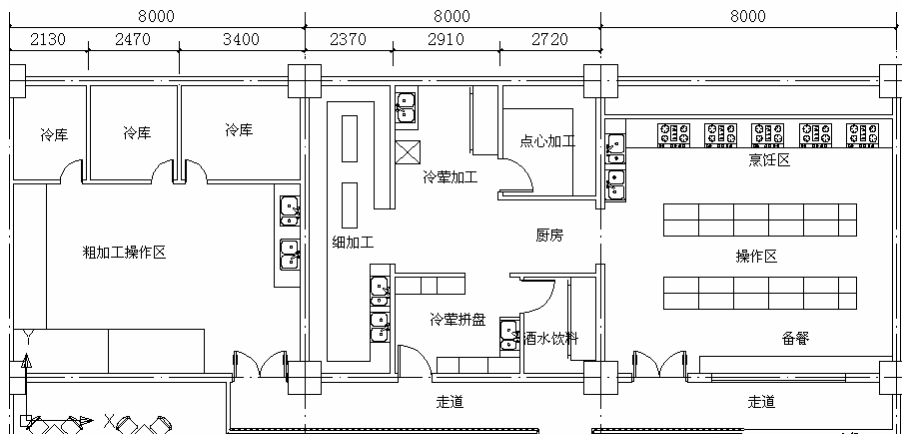 8000 8000 8000
2130 2470 3400 2370 2910 2720
冷库 冷库 冷库 点心加工
烹饪区
冷荤加工
粗加工操作区 细加工 厨房 操作区
冷荤拼盘 酒水饮料 备餐
Y
走道 走道
X